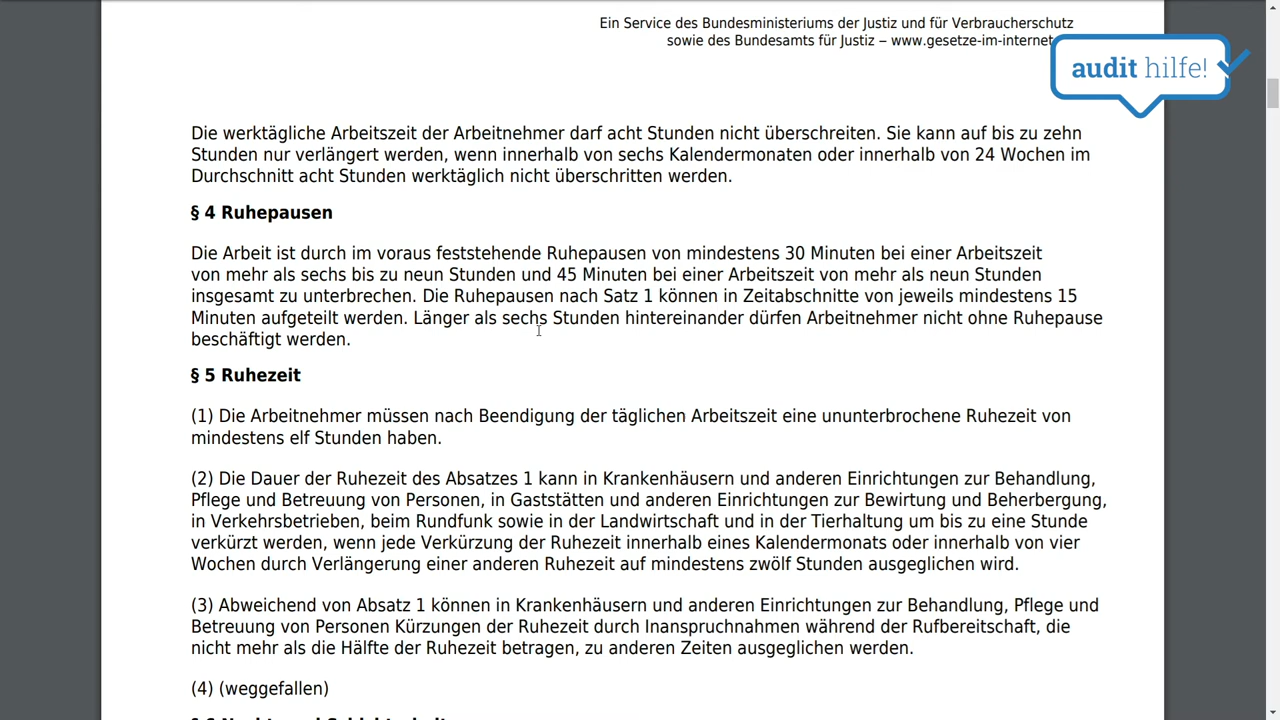 Ein Service des Bundesministeriums der Justiz und für Verbraucherschutz
sowie des Bundesamts für Justiz ‒ www.gesetze-im-internet
audit hilfe!
Die werktägliche Arbeitszeit der Arbeitnehmer darf acht Stunden nicht überschreiten. Sie kann auf bis zu zehn
Stunden nur verlängert werden, wenn innerhalb von sechs Kalendermonaten oder innerhalb von 24 Wochen im
Durchschnitt acht Stunden werktäglich nicht überschritten werden.
§ 4 Ruhepausen
Die Arbeit ist durch im voraus feststehende Ruhepausen von mindestens 30 Minuten bei einer Arbeitszeit
von mehr als sechs bis zu neun Stunden und 45 Minuten bei einer Arbeitszeit von mehr als neun Stunden
insgesamt zu unterbrechen. Die Ruhepausen nach Satz 1 können in Zeitabschnitte von jeweils mindestens 15
Minuten aufgeteilt werden. Länger als sechs Stunden hintereinander dürfen Arbeitnehmer nicht ohne Ruhepause
beschäftigt werden.
§ 5 Ruhezeit
(1) Die Arbeitnehmer müssen nach Beendigung der täglichen Arbeitszeit eine ununterbrochene Ruhezeit von
mindestens elf Stunden haben.
(2) Die Dauer der Ruhezeit des Absatzes 1 kann in Krankenhäusern und anderen Einrichtungen zur Behandlung,
Pflege und Betreuung von Personen, in Gaststätten und anderen Einrichtungen zur Bewirtung und Beherbergung,
in Verkehrsbetrieben, beim Rundfunk sowie in der Landwirtschaft und in der Tierhaltung um bis zu eine Stunde
verkürzt werden, wenn jede Verkürzung der Ruhezeit innerhalb eines Kalendermonats oder innerhalb von vier
Wochen durch Verlängerung einer anderen Ruhezeit auf mindestens zwölf Stunden ausgeglichen wird.
(3) Abweichend von Absatz 1 können in Krankenhäusern und anderen Einrichtungen zur Behandlung, Pflege und
Betreuung von Personen Kürzungen der Ruhezeit durch Inanspruchnahmen während der Rufbereitschaft, die
nicht mehr als die Hälfte der Ruhezeit betragen, zu anderen Zeiten ausgeglichen werden.
(4) (weggefallen)